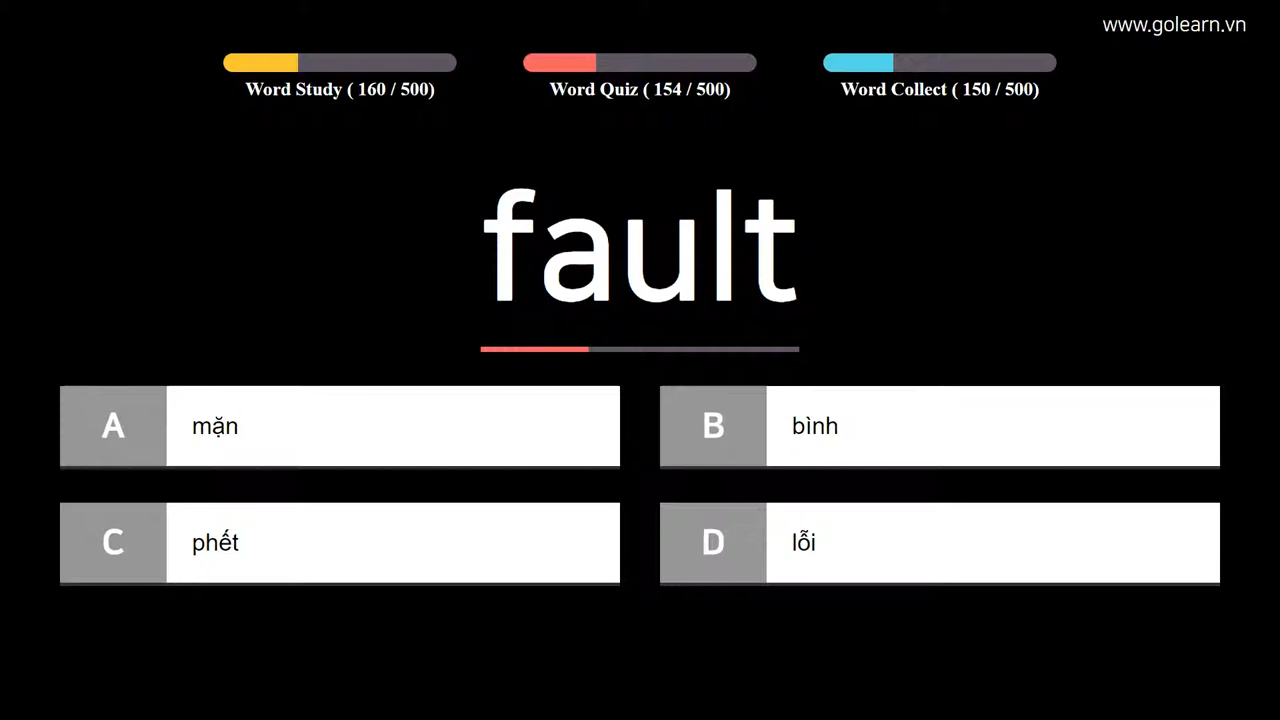 www.golearn.vn
Word Study ( 160 / 500)
Word Quiz ( 154 / 500)
Word Collect ( 150 / 500)
fault
A mặn
B bình
C phết
D lỗi